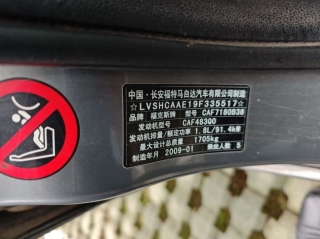 中国·长安福特马自达汽车有限公司制造
☆LVSHCAAE19F335517☆
品牌 福克斯牌 型号 CAF7180B38
发动机型号 CAF483Q0
发动机排量/额定功率 1.8L/91.4kW
最大设计总质量 1705kg
制造年月 2009-01 乘坐人数 5